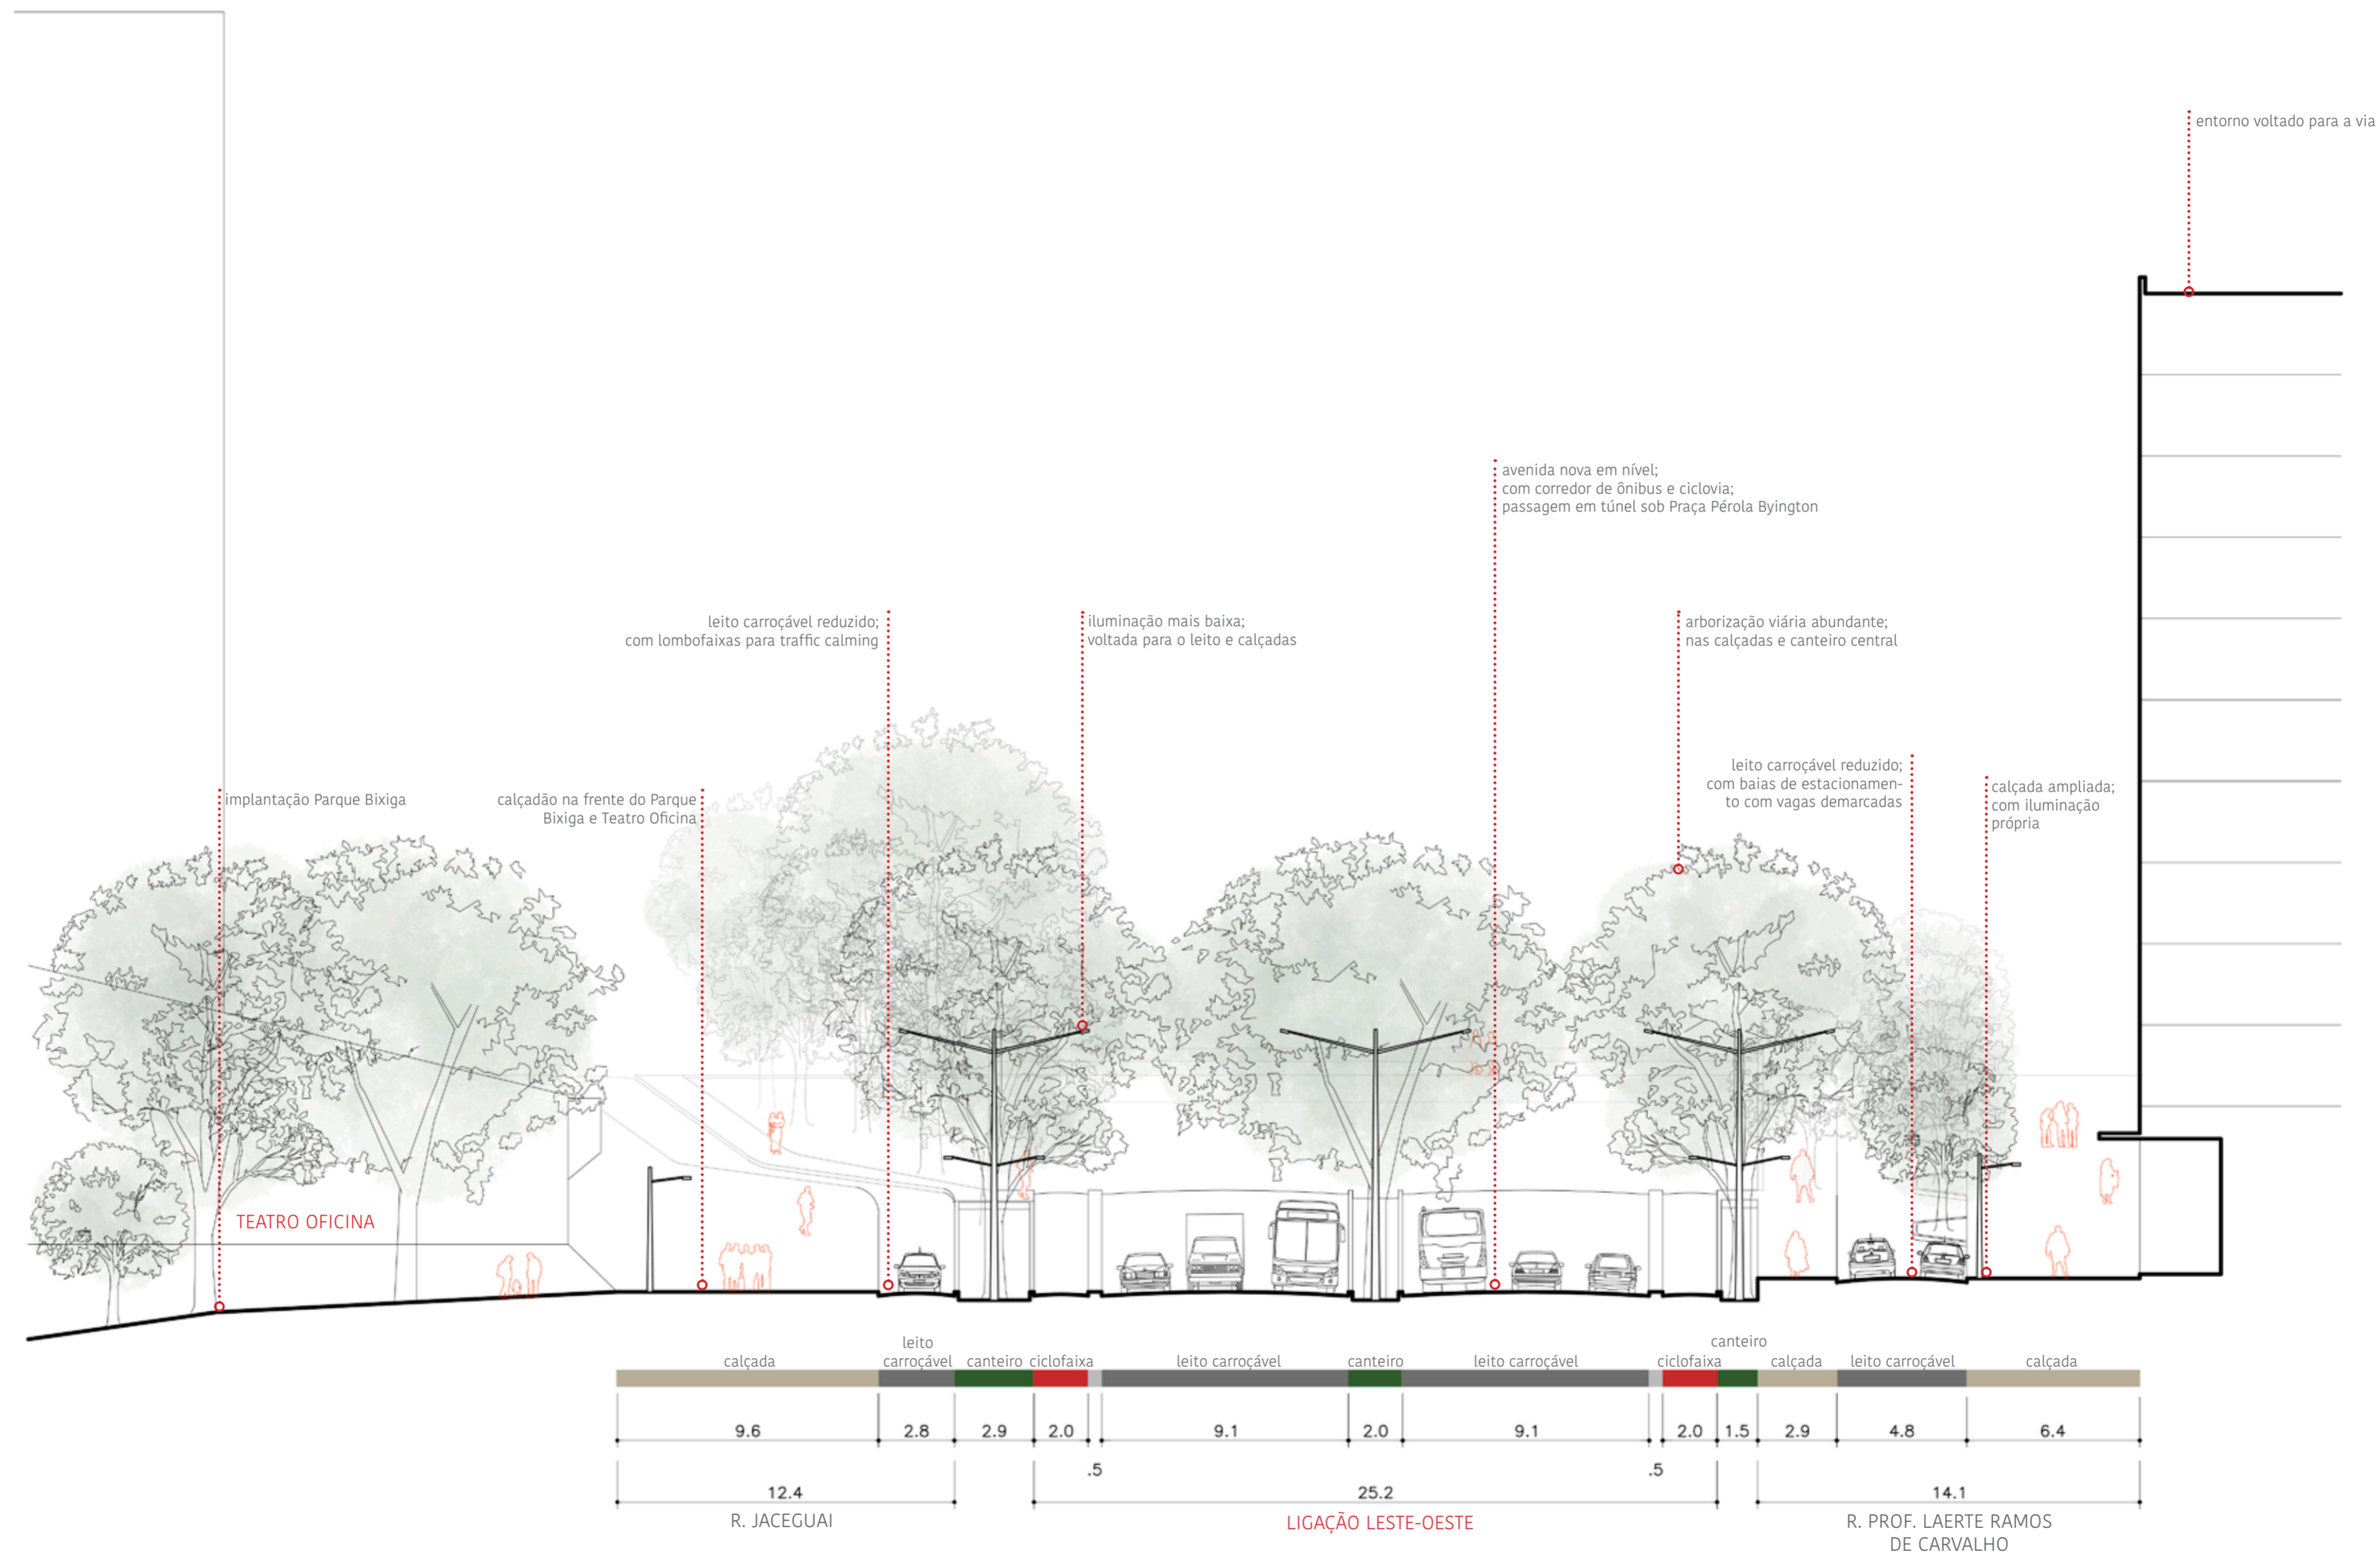 entorno voltado para a via
avenida nova em nível;
com corredor de ônibus e ciclovia;
passagem em túnel sob Praça Pérola Byington
leito carroçável reduzido;
com lombofaixas para traffic calming
iluminação mais baixa;
voltada para o leito e calçadas
arborização viária abundante;
nas calçadas e canteiro central
leito carroçável reduzido;
com baias de estacionamen-
to com vagas demarcadas
calçada ampliada;
com iluminação
própria
implantação Parque Bixiga
calçadão na frente do Parque
Bixiga e Teatro Oficina
TEATRO OFICINA
calçada
leito
carroçável
canteiro
ciclofaixa
leito carroçável
canteiro
leito carroçável
ciclofaixa
canteiro
calçada
leito carroçável
calçada
9.6
2.8
2.9
2.0
9.1
2.0
9.1
2.0
1.5
2.9
4.8
6.4
.5
.5
12.4
25.2
14.1
R. JACEGUAI
LIGAÇÃO LESTE-OESTE
R. PROF. LAERTE RAMOS
DE CARVALHO